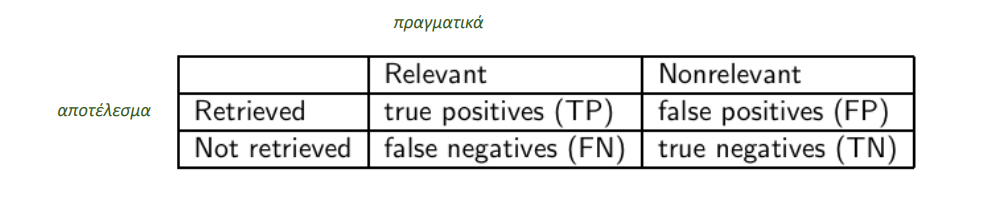 πραγματικά
Relevant Nonrelevant
αποτέλεσμα Retrieved true positives (TP) false positives (FP)
Not retrieved false negatives (FN) true negatives (TN)